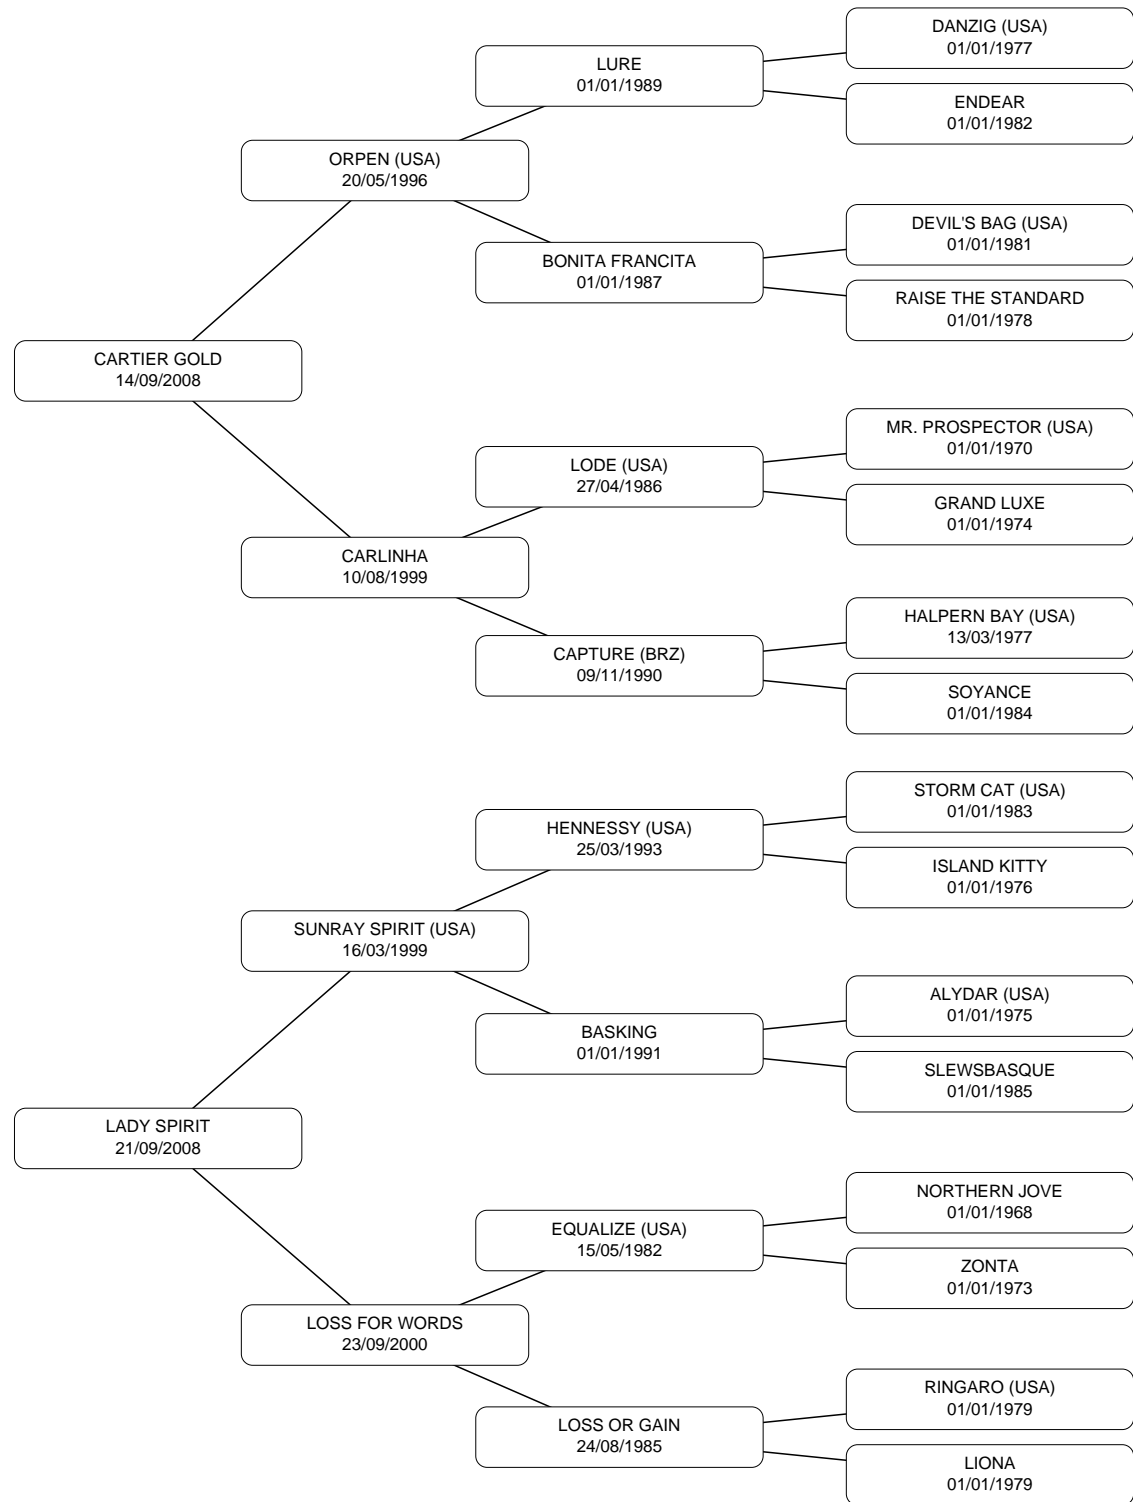 DANZIG (USA)
01/01/1977
LURE
01/01/1989
ENDEAR
01/01/1982
ORPEN (USA)
20/05/1996
DEVIL'S BAG (USA)
01/01/1981
BONITA FRANCITA
01/01/1987
RAISE THE STANDARD
01/01/1978
CARTIER GOLD
14/09/2008
MR. PROSPECTOR (USA)
01/01/1970
LODE (USA)
27/04/1986
GRAND LUXE
01/01/1974
CARLINHA
10/08/1999
HALPERN BAY (USA)
13/03/1977
CAPTURE (BRZ)
09/11/1990
SOYANCE
01/01/1984
STORM CAT (USA)
01/01/1983
HENNESSY (USA)
25/03/1993
ISLAND KITTY
01/01/1976
SUNRAY SPIRIT (USA)
16/03/1999
ALYDAR (USA)
01/01/1975
BASKING
01/01/1991
SLEWSBASQUE
01/01/1985
LADY SPIRIT
21/09/2008
NORTHERN JOVE
01/01/1968
EQUALIZE (USA)
15/05/1982
ZONTA
01/01/1973
LOSS FOR WORDS
23/09/2000
RINGARO (USA)
01/01/1979
LOSS OR GAIN
24/08/1985
LIONA
01/01/1979